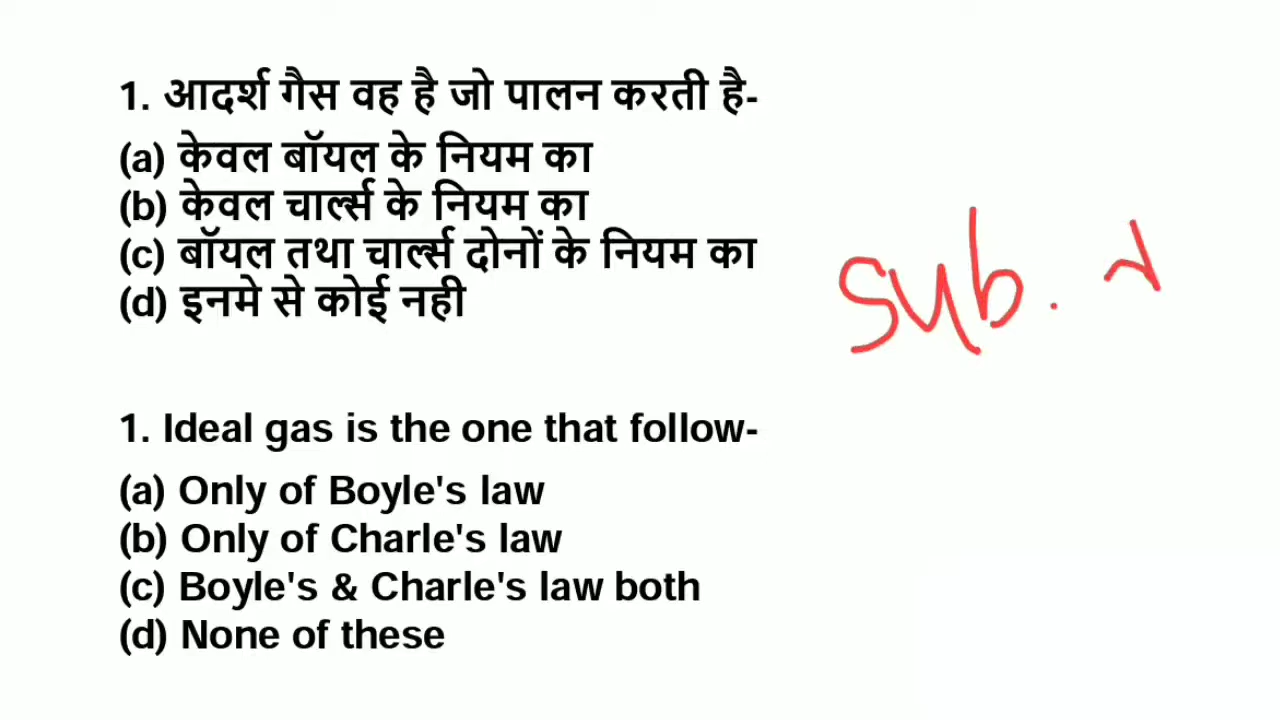 1. आदर्श गैस वह है जो पालन करती है-
(a) केवल बॉयल के नियम का
(b) केवल चार्ल्स के नियम का
(c) बॉयल तथा चार्ल्स दोनों के नियम का
(d) इनमे से कोई नही
sub.
1. Ideal gas is the one that follow-
(a) Only of Boyle's law
(b) Only of Charle's law
(c) Boyle's & Charle's law both
(d) None of these